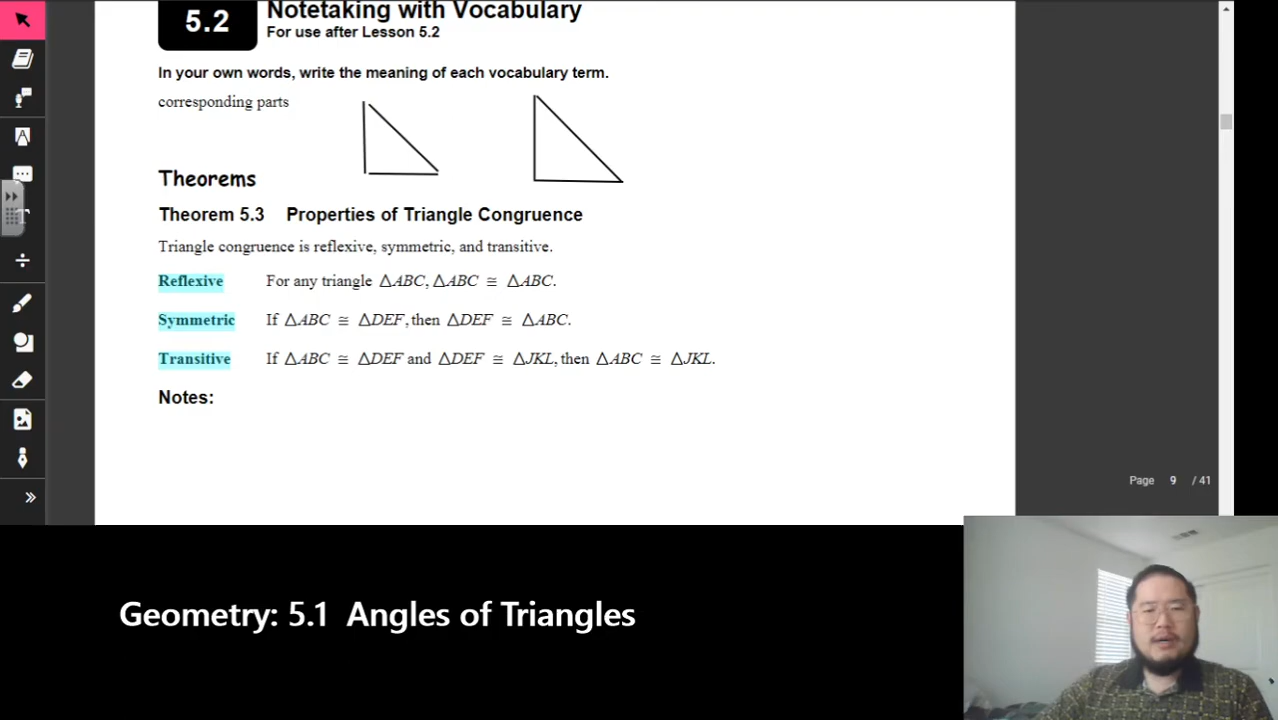 5.2
Notetaking with Vocabulary
For use after Lesson 5.2
In your own words, write the meaning of each vocabulary term.
corresponding parts
Theorems
Theorem 5.3 Properties of Triangle Congruence
Triangle congruence is reflexive, symmetric, and transitive.
Reflexive For any triangle △ABC, △ABC ≅ △ABC.
Symmetric If △ABC ≅ △DEF, then △DEF ≅ △ABC.
Transitive If △ABC ≅ △DEF and △DEF ≅ △JKL, then △ABC ≅ △JKL.
Notes:
Page 9 / 41
Geometry: 5.1 Angles of Triangles